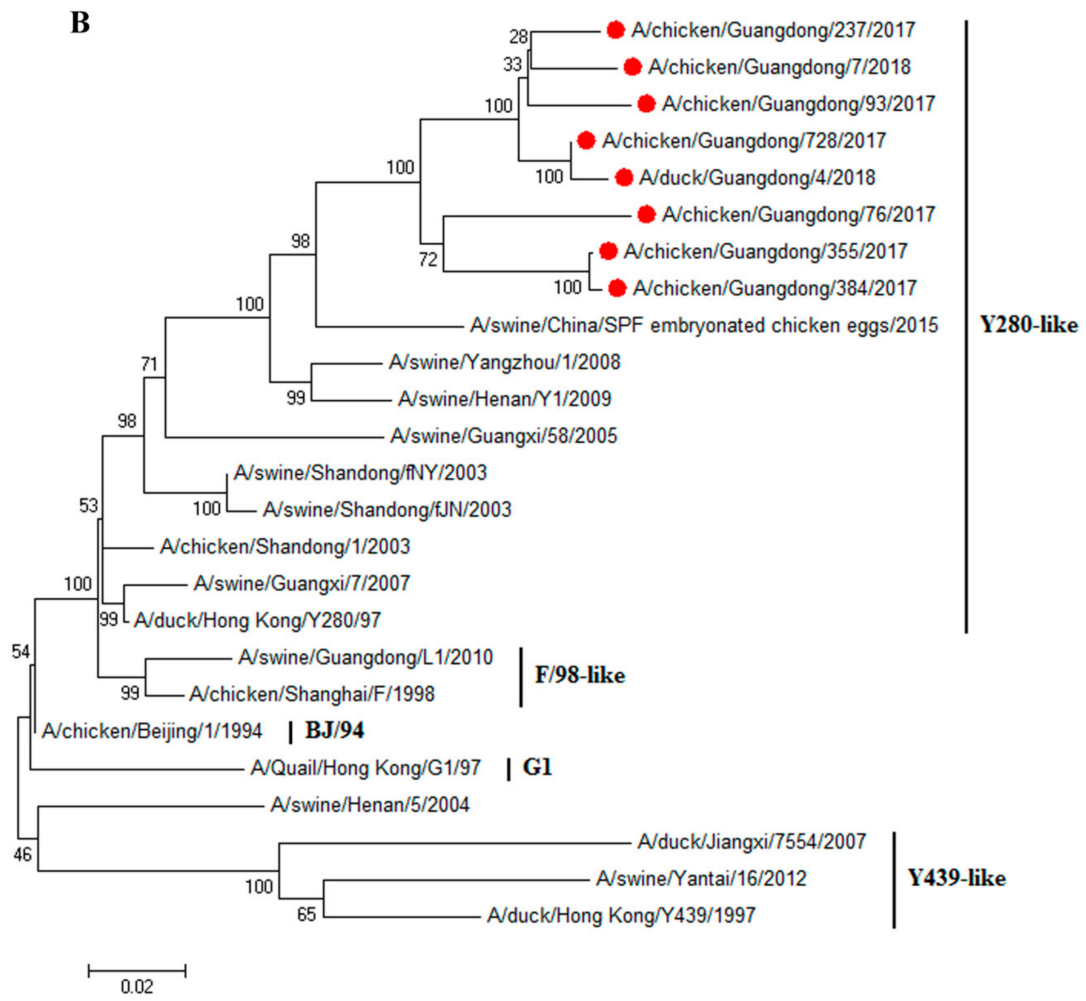 B
28
A/chicken/Guangdong/237/2017
33
A/chicken/Guangdong/7/2018
100
A/chicken/Guangdong/93/2017
A/chicken/Guangdong/728/2017
100
100
A/duck/Guangdong/4/2018
A/chicken/Guangdong/76/2017
98
72
A/chicken/Guangdong/355/2017
100
A/chicken/Guangdong/384/2017
100
A/swine/China/SPF embryonated chicken eggs/2015
Y280-like
71
A/swine/Yangzhou/1/2008
99
A/swine/Henan/Y1/2009
98
A/swine/Guangxi/58/2005
A/swine/Shandong/fNY/2003
53
100
A/swine/Shandong/fJN/2003
A/chicken/Shandong/1/2003
100
A/swine/Guangxi/7/2007
99
A/duck/Hong Kong/Y280/97
54
A/swine/Guangdong/L1/2010
F/98-like
99
A/chicken/Shanghai/F/1998
A/chicken/Beijing/1/1994
BJ/94
A/Quail/Hong Kong/G1/97
G1
A/swine/Henan/5/2004
46
A/duck/Jiangxi/7554/2007
100
A/swine/Yantai/16/2012
Y439-like
65
A/duck/Hong Kong/Y439/1997
0.02